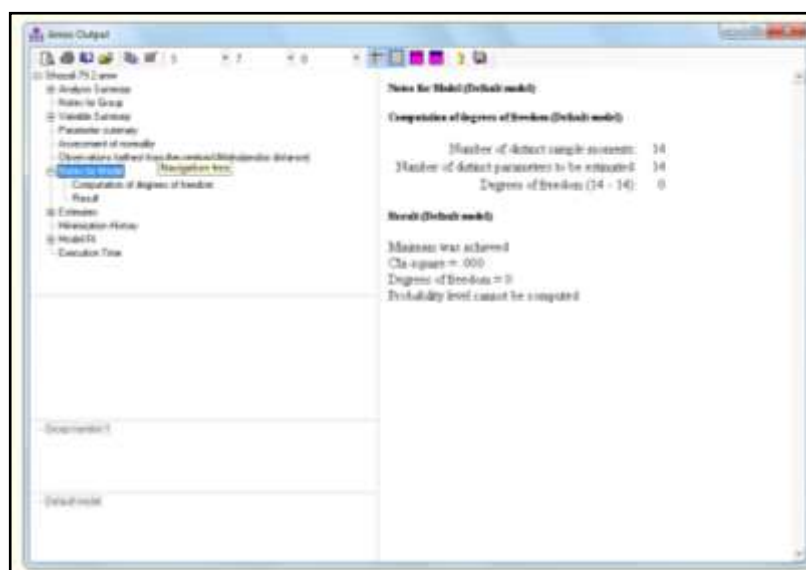 Amos Output
5 7 0
Analysis Summary
Notes for Group
Variable Summary
Parameter summary
Assessment of normality
Observations farthest from the centroid (Mahalanobis distance)
Notes for Model
Navigation tree
Computation of degrees of freedom
Result
Estimates
Minimization History
Model Fit
Execution Time
Group number 1
Default model
Notes for Model (Default model)
Computation of degrees of freedom (Default model)
Number of distinct sample moments: 14
Number of distinct parameters to be estimated: 14
Degrees of freedom (14 - 14): 0
Result (Default model)
Minimum was achieved
Chi-square = .000
Degrees of freedom = 0
Probability level cannot be computed